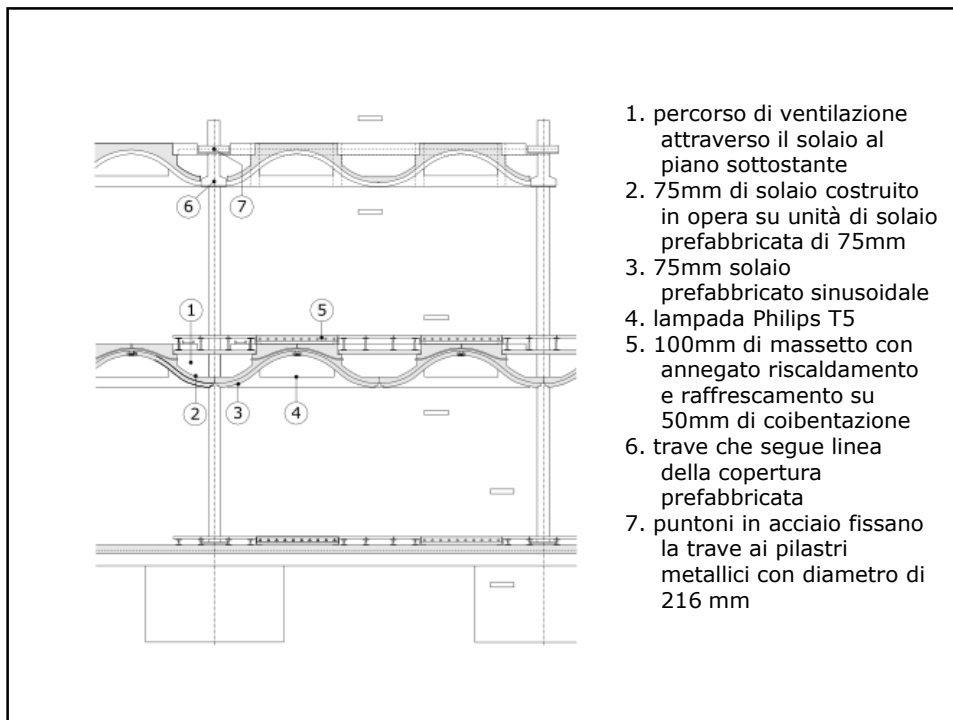 1. percorso di ventilazione
attraverso il solaio al
piano sottostante
2. 75mm di solaio costruito
in opera su unità di solaio
prefabbricata di 75mm
3. 75mm solaio
prefabbricato sinusoidale
4. lampada Philips T5
5. 100mm di massetto con
annegato riscaldamento
e raffrescamento su
50mm di coibentazione
6. trave che segue linea
della copertura
prefabbricata
7. puntoni in acciaio fissano
la trave ai pilastri
metallici con diametro di
216 mm
6 7
1 5
2 3 4